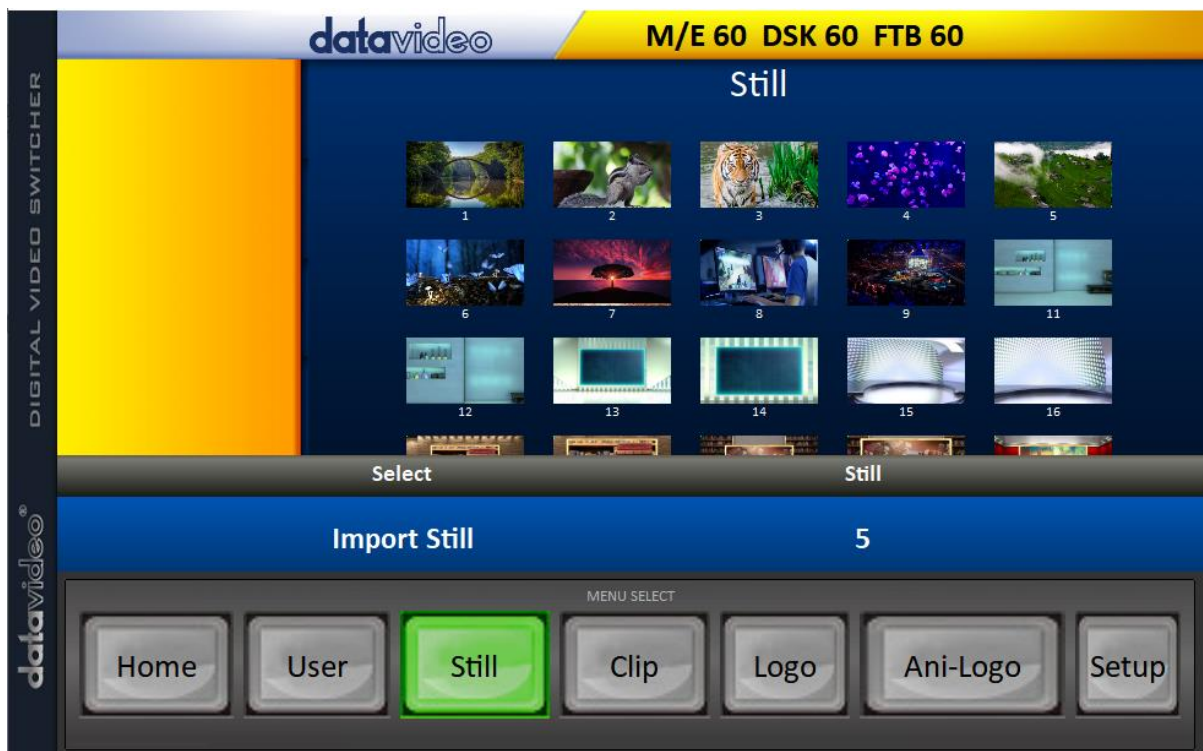 datavideo
M/E 60 DSK 60 FTB 60
DIGITAL VIDEO SWITCHER
datavideo®
Still
1 2 3 4 5
6 7 8 9 11
12 13 14 15 16
Select Still
Import Still 5
MENU SELECT
Home User Still Clip Logo Ani-Logo Setup